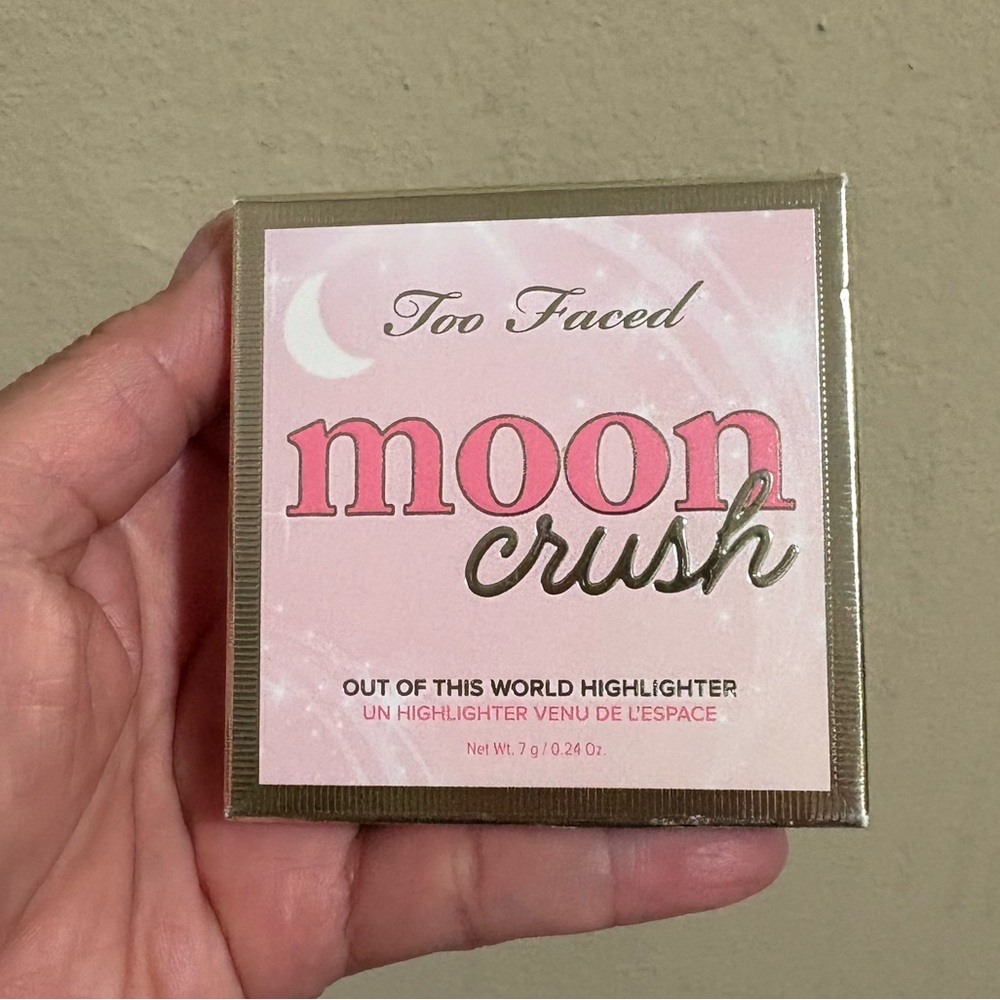 Too Faced
moon
crush
OUT OF THIS WORLD HIGHLIGHTER
UN HIGHLIGHTER VENU DE L'ESPACE
Net Wt. 7 g / 0.24 Oz.